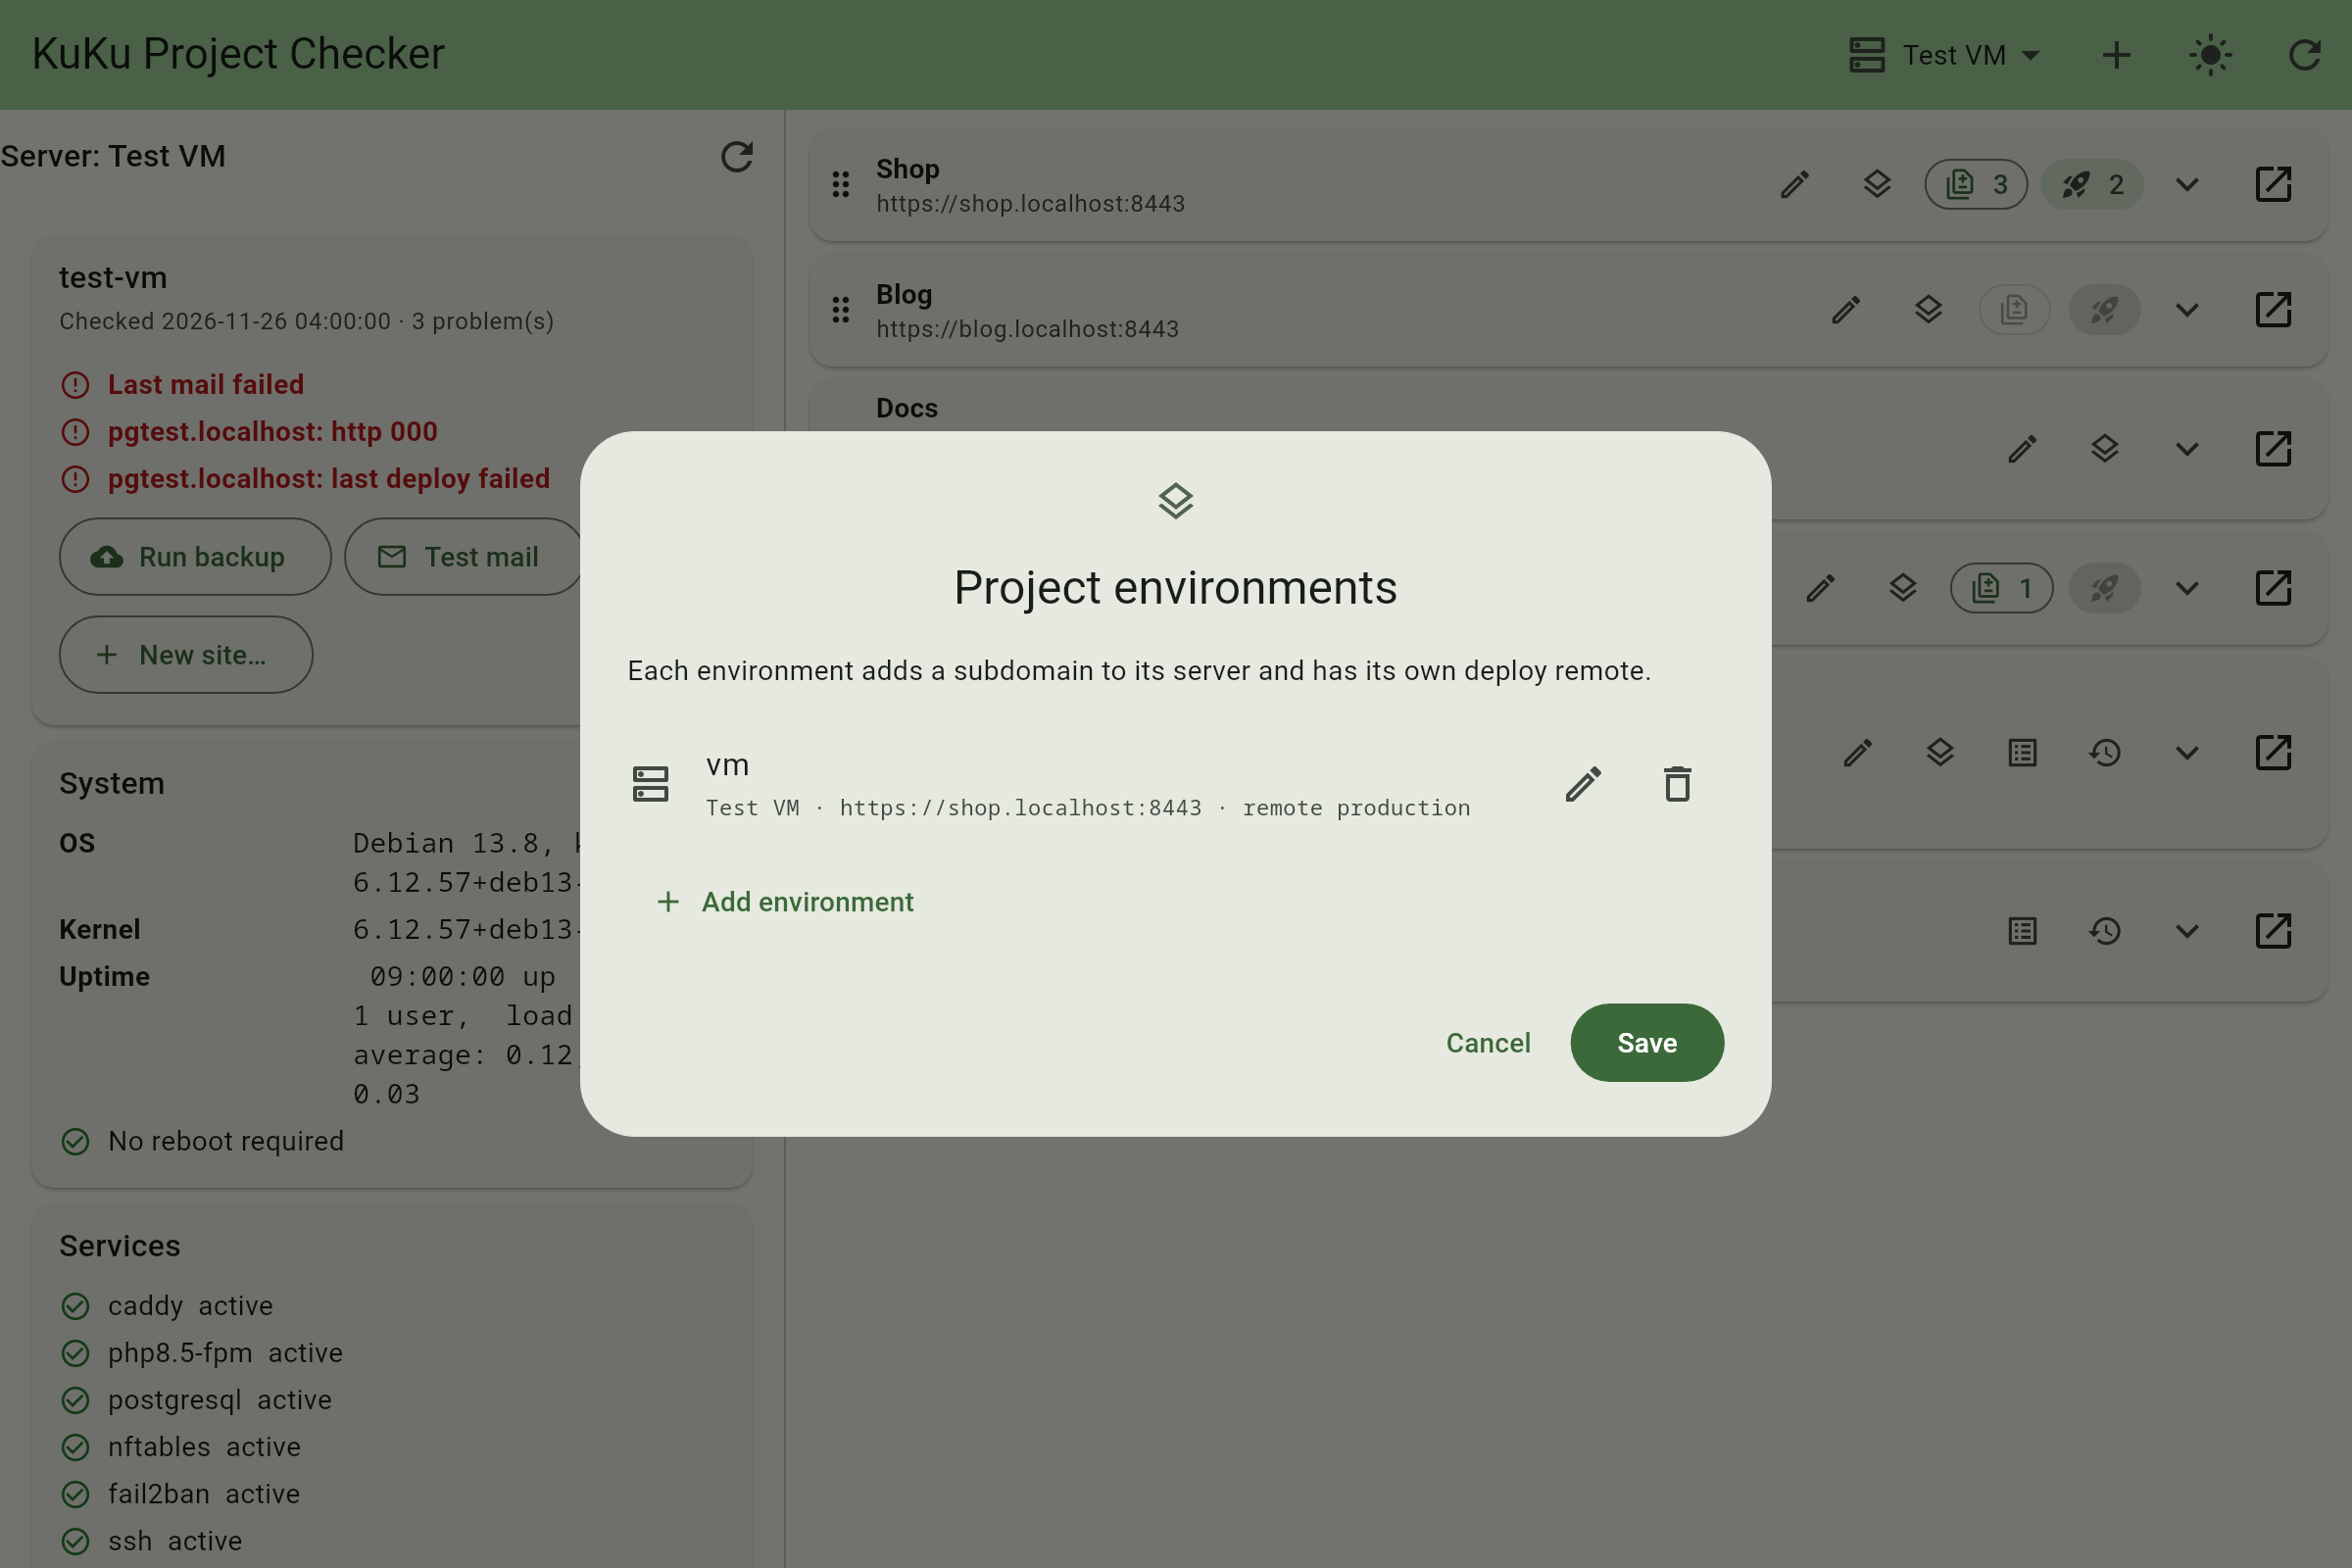 KuKu Project Checker
Test VM
Server: Test VM
test-vm
Checked 2026-11-26 04:00:00 · 3 problem(s)
Last mail failed
pgtest.localhost: http 000
pgtest.localhost: last deploy failed
Run backup
Test mail
New site...
System
OS
Debian 13.8,
6.12.57+deb13-
Kernel
6.12.57+deb13-
Uptime
09:00:00 up
1 user, load
average: 0.12
0.03
No reboot required
Services
caddy active
php8.5-fpm active
postgresql active
nftables active
fail2ban active
ssh active
Shop
https://shop.localhost:8443
3
2
Blog
https://blog.localhost:8443
Docs
1
Project environments
Each environment adds a subdomain to its server and has its own deploy remote.
vm
Test VM · https://shop.localhost:8443 · remote production
Add environment
Cancel
Save